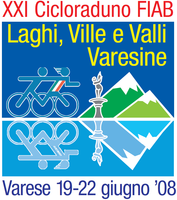 XXI Cicloraduno FIAB
Laghi, Ville e Valli
Varesine
Varese 19-22 giugno '08